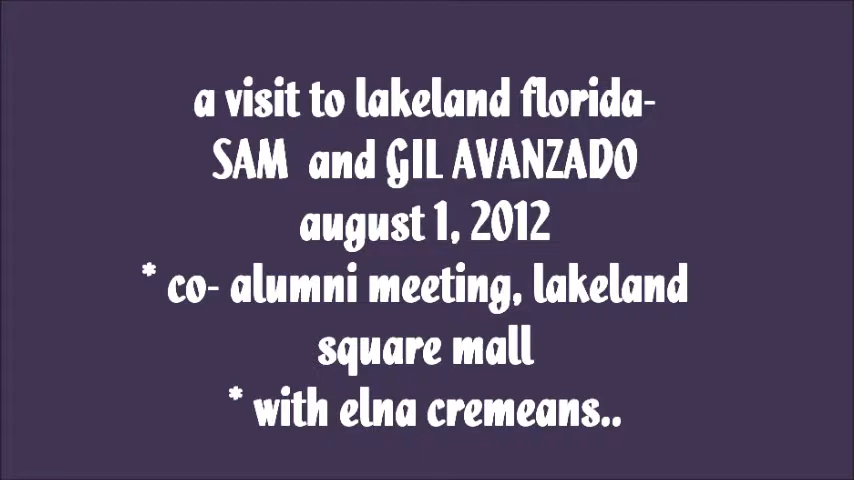 a visit to lakeland florida-
SAM and GIL AVANZADO
august 1, 2012
* co- alumni meeting, lakeland
square mall
* with elna cremeans..